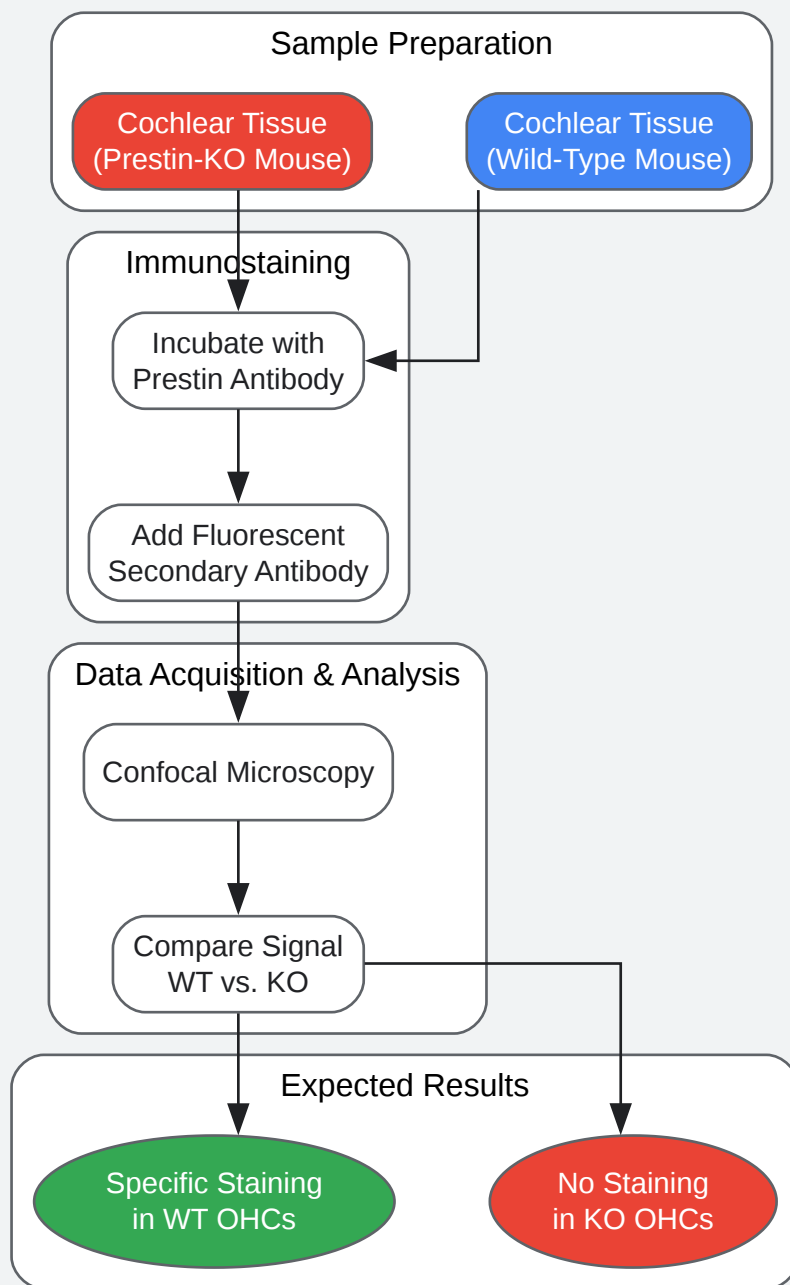 Sample Preparation
Cochlear Tissue
(Prestin-KO Mouse)
Cochlear Tissue
(Wild-Type Mouse)
Immunostaining
Incubate with
Prestin Antibody
Add Fluorescent
Secondary Antibody
Data Acquisition & Analysis
Confocal Microscopy
Compare Signal
WT vs. KO
Expected Results
Specific Staining
in WT OHCs
No Staining
in KO OHCs